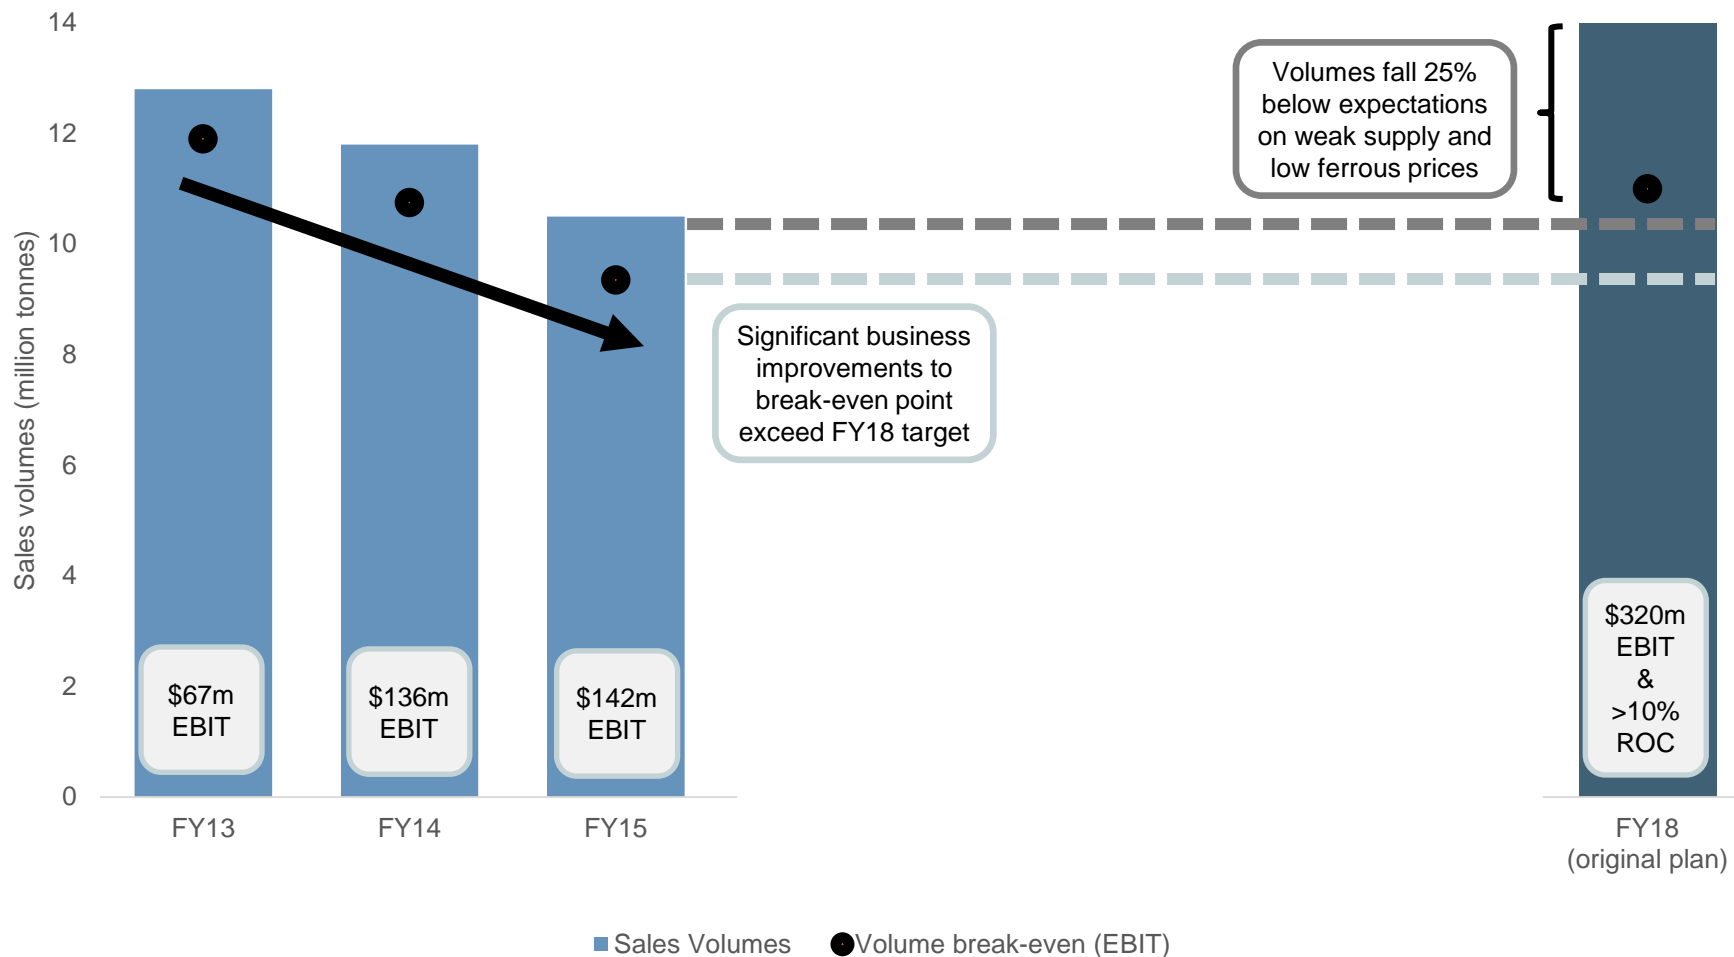 Sales volumes (million tonnes)
14
12
10
8
6
4
2
0
Volumes fall 25%
below expectations
on weak supply and
low ferrous prices
Significant business
improvements to
break-even point
exceed FY18 target
$67m
EBIT
$136m
EBIT
$142m
EBIT
$320m
EBIT
&
>10%
ROC
FY13
FY14
FY15
FY18
(original plan)
Sales Volumes
Volume break-even (EBIT)